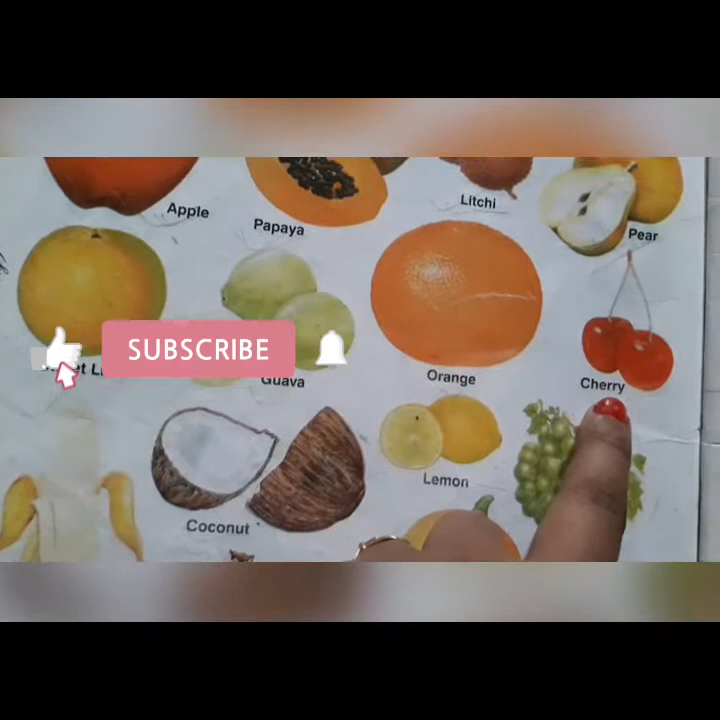 Apple
Papaya
Litchi
Pear
SUBSCRIBE
Guava
Orange
Cherry
Coconut
Lemon